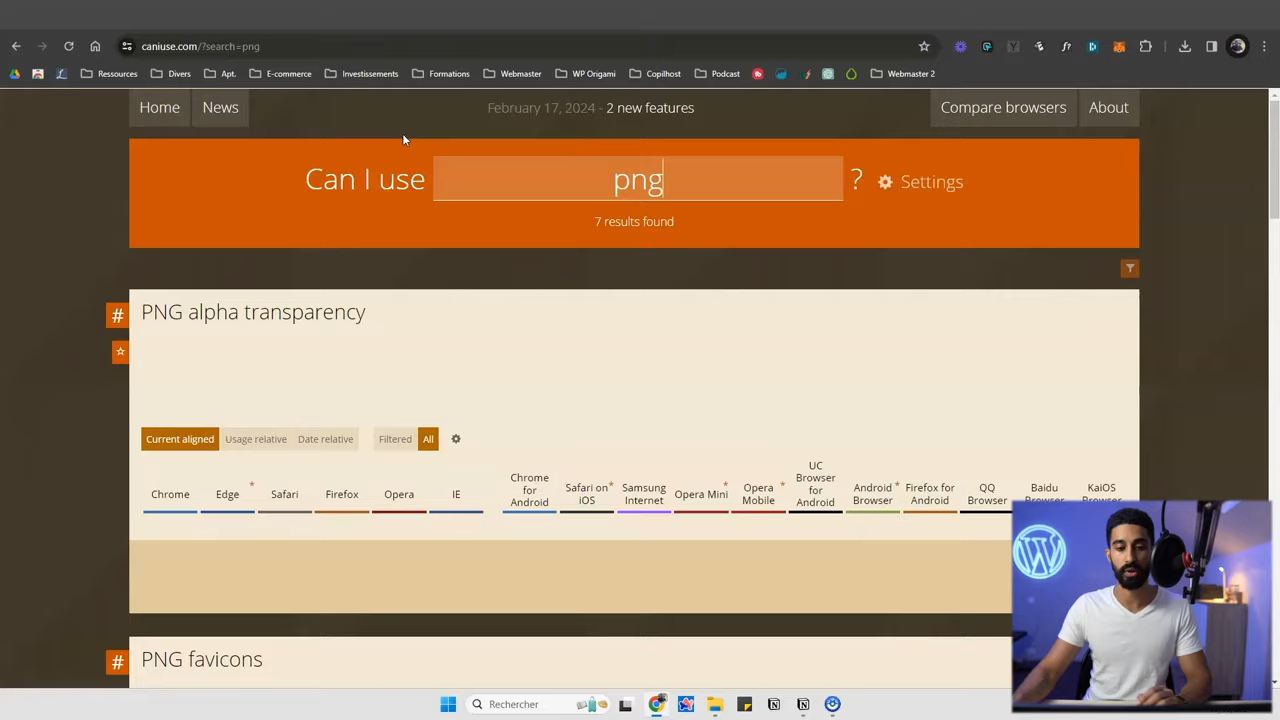 caniuse.com/?search=png
Ressources
Divers
Apt.
E-commerce
Investissements
Formations
Webmaster
WP Origami
Copilhost
Podcast
Webmaster 2
Home
News
February 17, 2024 - 2 new features
Compare browsers
About
Can I use png ?
Settings
7 results found
#
PNG alpha transparency
Current aligned
Usage relative
Date relative
Filtered
All
Chrome
Edge *
Safari
Firefox
Opera
IE
Chrome for Android
Safari on iOS *
Samsung Internet
Opera Mini *
Opera Mobile *
UC Browser for Android
Android Browser *
Firefox for Android
QQ Browser
Baidu
KaiOS
#
PNG favicons
Rechercher